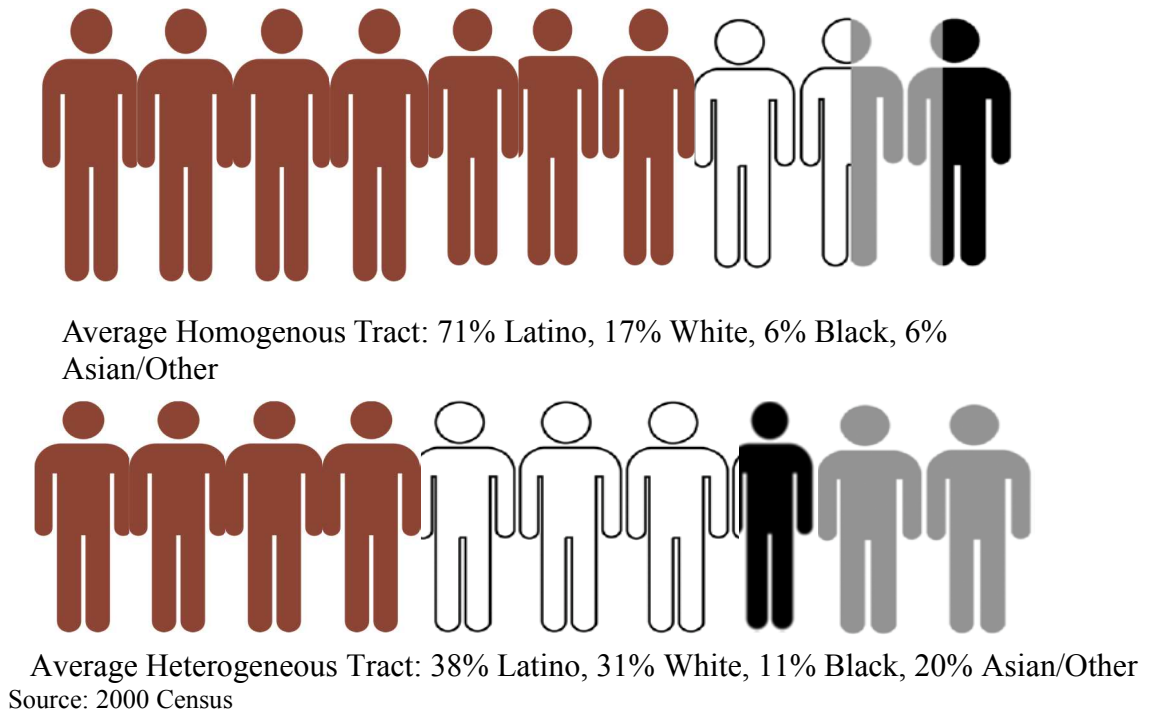 Average Homogenous Tract: 71% Latino, 17% White, 6% Black, 6%
Asian/Other
Average Heterogeneous Tract: 38% Latino, 31% White, 11% Black, 20% Asian/Other
Source: 2000 Census